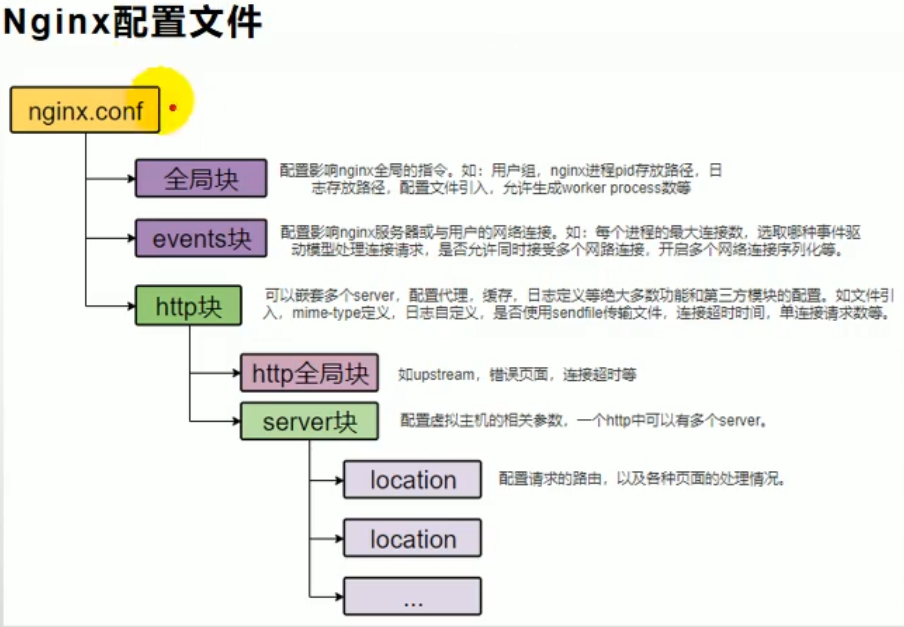 Nginx配置文件
nginx.conf
全局块
配置影响nginx全局的指令。如：用户组，nginx进程pid存放路径，日
志存放路径，配置文件引入，允许生成worker process数等
events块
配置影响nginx服务器或与用户的网络连接。如：每个进程的最大连接数，选取哪种事件驱
动模型处理连接请求，是否允许同时接受多个网路连接，开启多个网络连接序列化等。
http块
可以嵌套多个server，配置代理，缓存，日志定义等绝大多数功能和第三方模块的配置。如文件引
入，mime-type定义，日志自定义，是否使用sendfile传输文件，连接超时时间，单连接请求数等。
http全局块
如upstream，错误页面，连接超时等
server块
配置虚拟主机的相关参数，一个http中可以有多个server。
location
配置请求的路由，以及各种页面的处理情况。
location
...